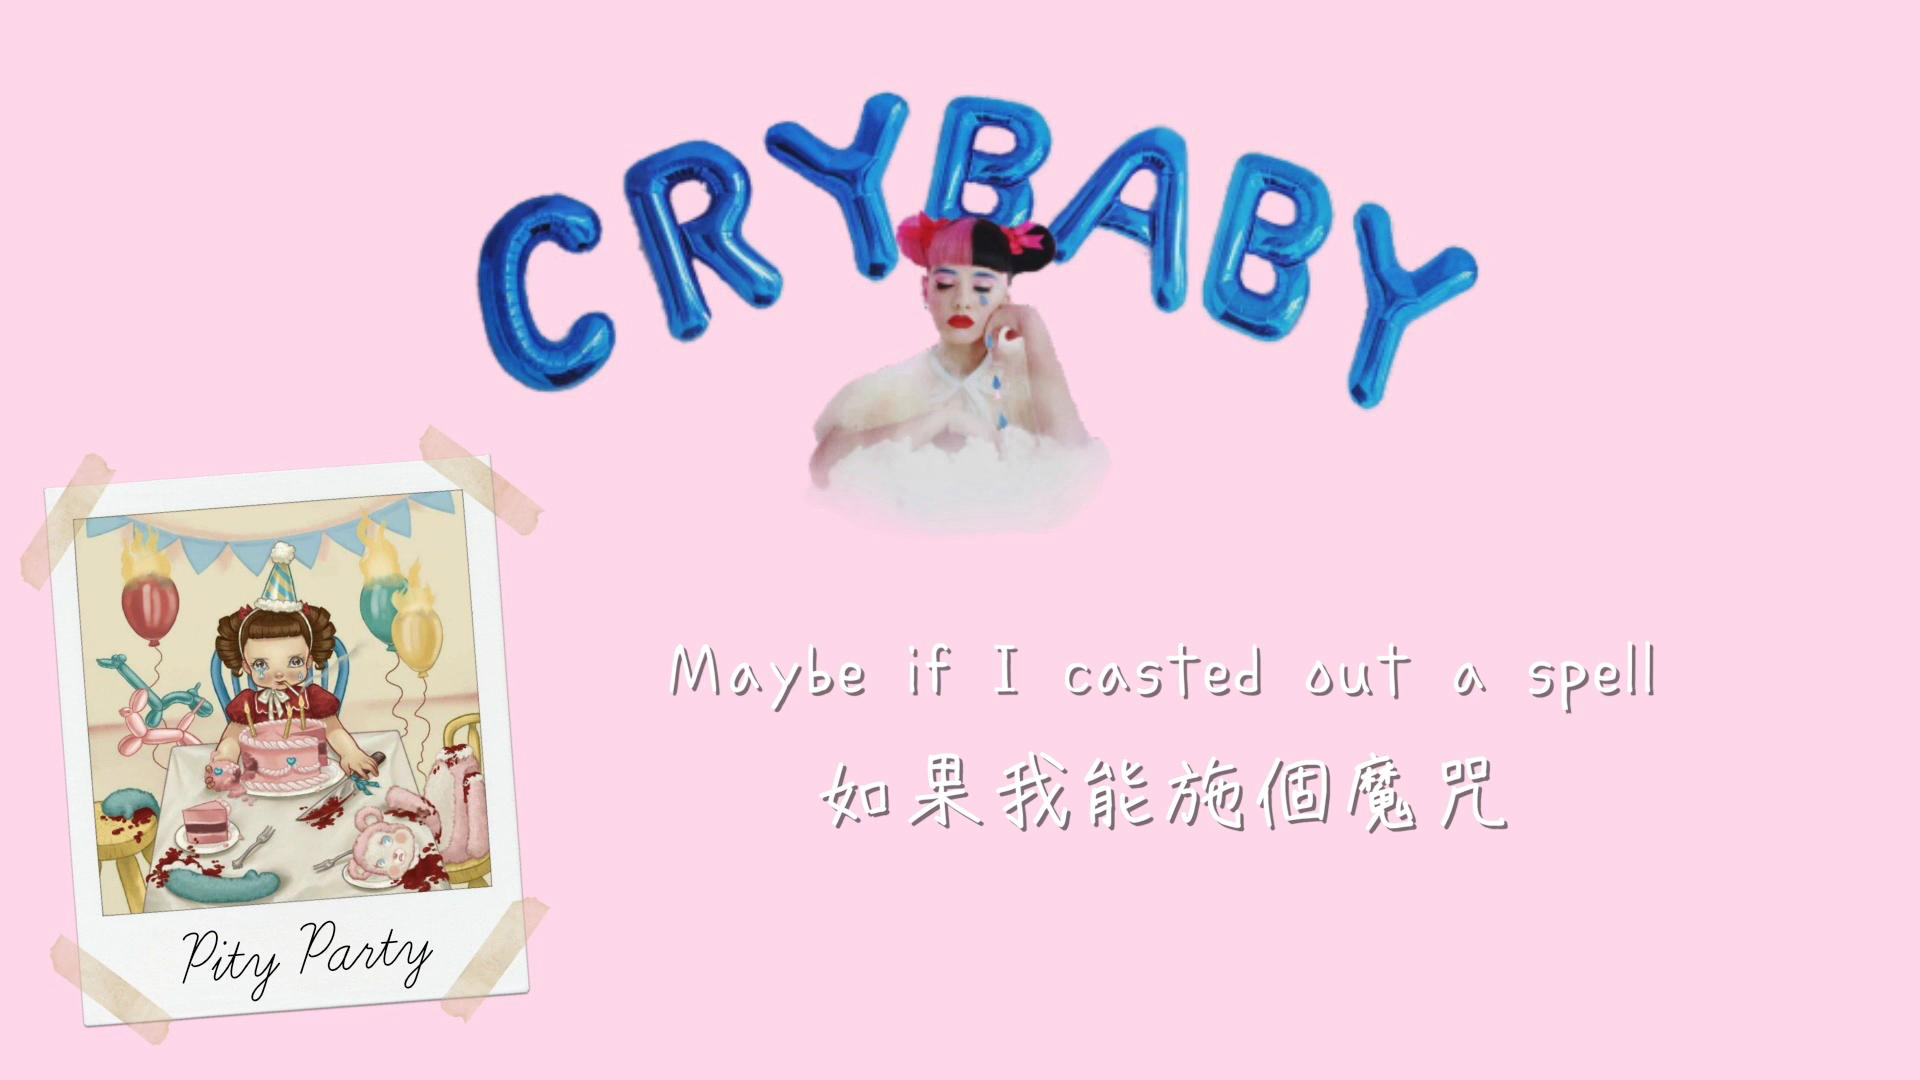 CRYBABY
Maybe if I casted out a spell
如果我能施個魔咒
Pity Party